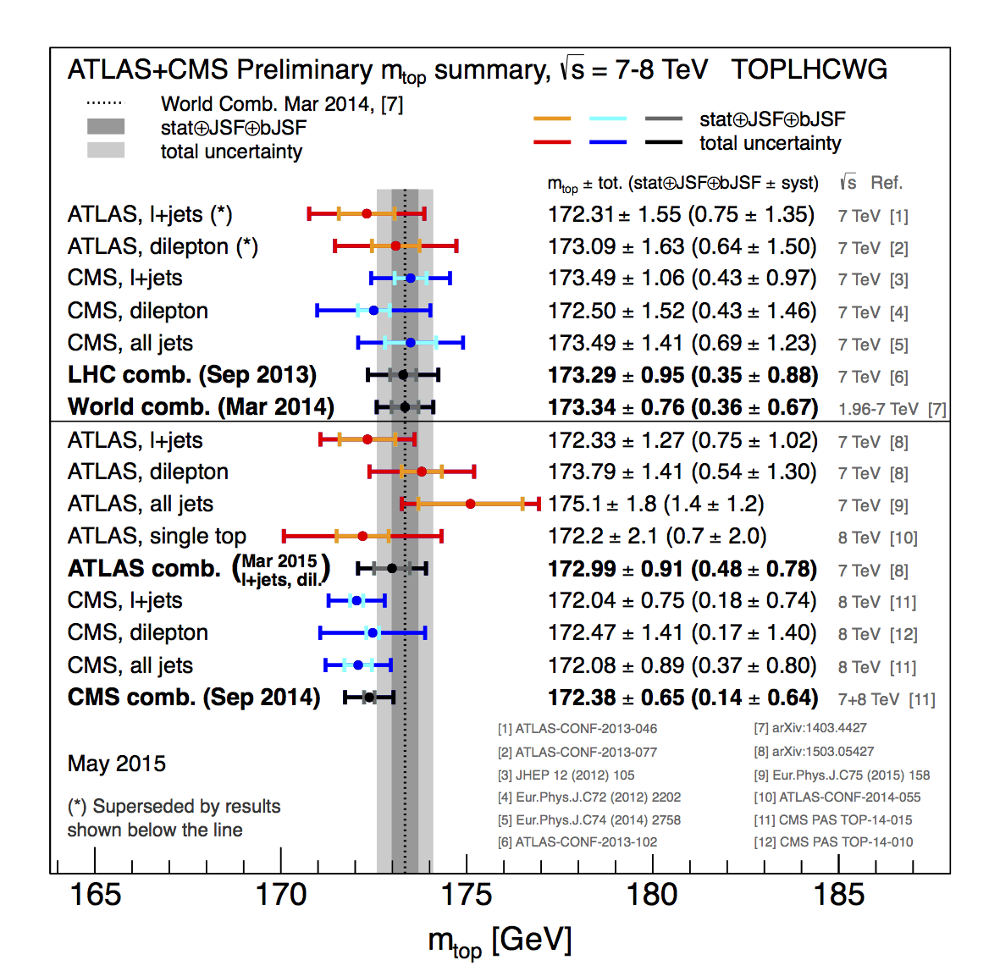 ATLAS+CMS Preliminary m_top summary, √s = 7-8 TeV TOPLHCWG
World Comb. Mar 2014, [7]
stat⊕JSF⊕bJSF
total uncertainty
stat⊕JSF⊕bJSF
total uncertainty
m_top ± tot. (stat⊕JSF⊕bJSF ± syst) √s Ref.
ATLAS, l+jets (*) 172.31 ± 1.55 (0.75 ± 1.35) 7 TeV [1]
ATLAS, dilepton (*) 173.09 ± 1.63 (0.64 ± 1.50) 7 TeV [2]
CMS, l+jets 173.49 ± 1.06 (0.43 ± 0.97) 7 TeV [3]
CMS, dilepton 172.50 ± 1.52 (0.43 ± 1.46) 7 TeV [4]
CMS, all jets 173.49 ± 1.41 (0.69 ± 1.23) 7 TeV [5]
LHC comb. (Sep 2013) 173.29 ± 0.95 (0.35 ± 0.88) 7 TeV [6]
World comb. (Mar 2014) 173.34 ± 0.76 (0.36 ± 0.67) 1.96-7 TeV [7]
ATLAS, l+jets 172.33 ± 1.27 (0.75 ± 1.02) 7 TeV [8]
ATLAS, dilepton 173.79 ± 1.41 (0.54 ± 1.30) 7 TeV [8]
ATLAS, all jets 175.1 ± 1.8 (1.4 ± 1.2) 7 TeV [9]
ATLAS, single top 172.2 ± 2.1 (0.7 ± 2.0) 8 TeV [10]
ATLAS comb. (Mar 2015 l+jets, dil.) 172.99 ± 0.91 (0.48 ± 0.78) 7 TeV [8]
CMS, l+jets 172.04 ± 0.75 (0.18 ± 0.74) 8 TeV [11]
CMS, dilepton 172.47 ± 1.41 (0.17 ± 1.40) 8 TeV [12]
CMS, all jets 172.08 ± 0.89 (0.37 ± 0.80) 8 TeV [11]
CMS comb. (Sep 2014) 172.38 ± 0.65 (0.14 ± 0.64) 7+8 TeV [11]
[1] ATLAS-CONF-2013-046
[2] ATLAS-CONF-2013-077
[3] JHEP 12 (2012) 105
[4] Eur.Phys.J.C72 (2012) 2202
[5] Eur.Phys.J.C74 (2014) 2758
[6] ATLAS-CONF-2013-102
[7] arXiv:1403.4427
[8] arXiv:1503.05427
[9] Eur.Phys.J.C75 (2015) 158
[10] ATLAS-CONF-2014-055
[11] CMS PAS TOP-14-015
[12] CMS PAS TOP-14-010
May 2015
(*) Superseded by results
shown below the line
165 170 175 180 185
m_top [GeV]